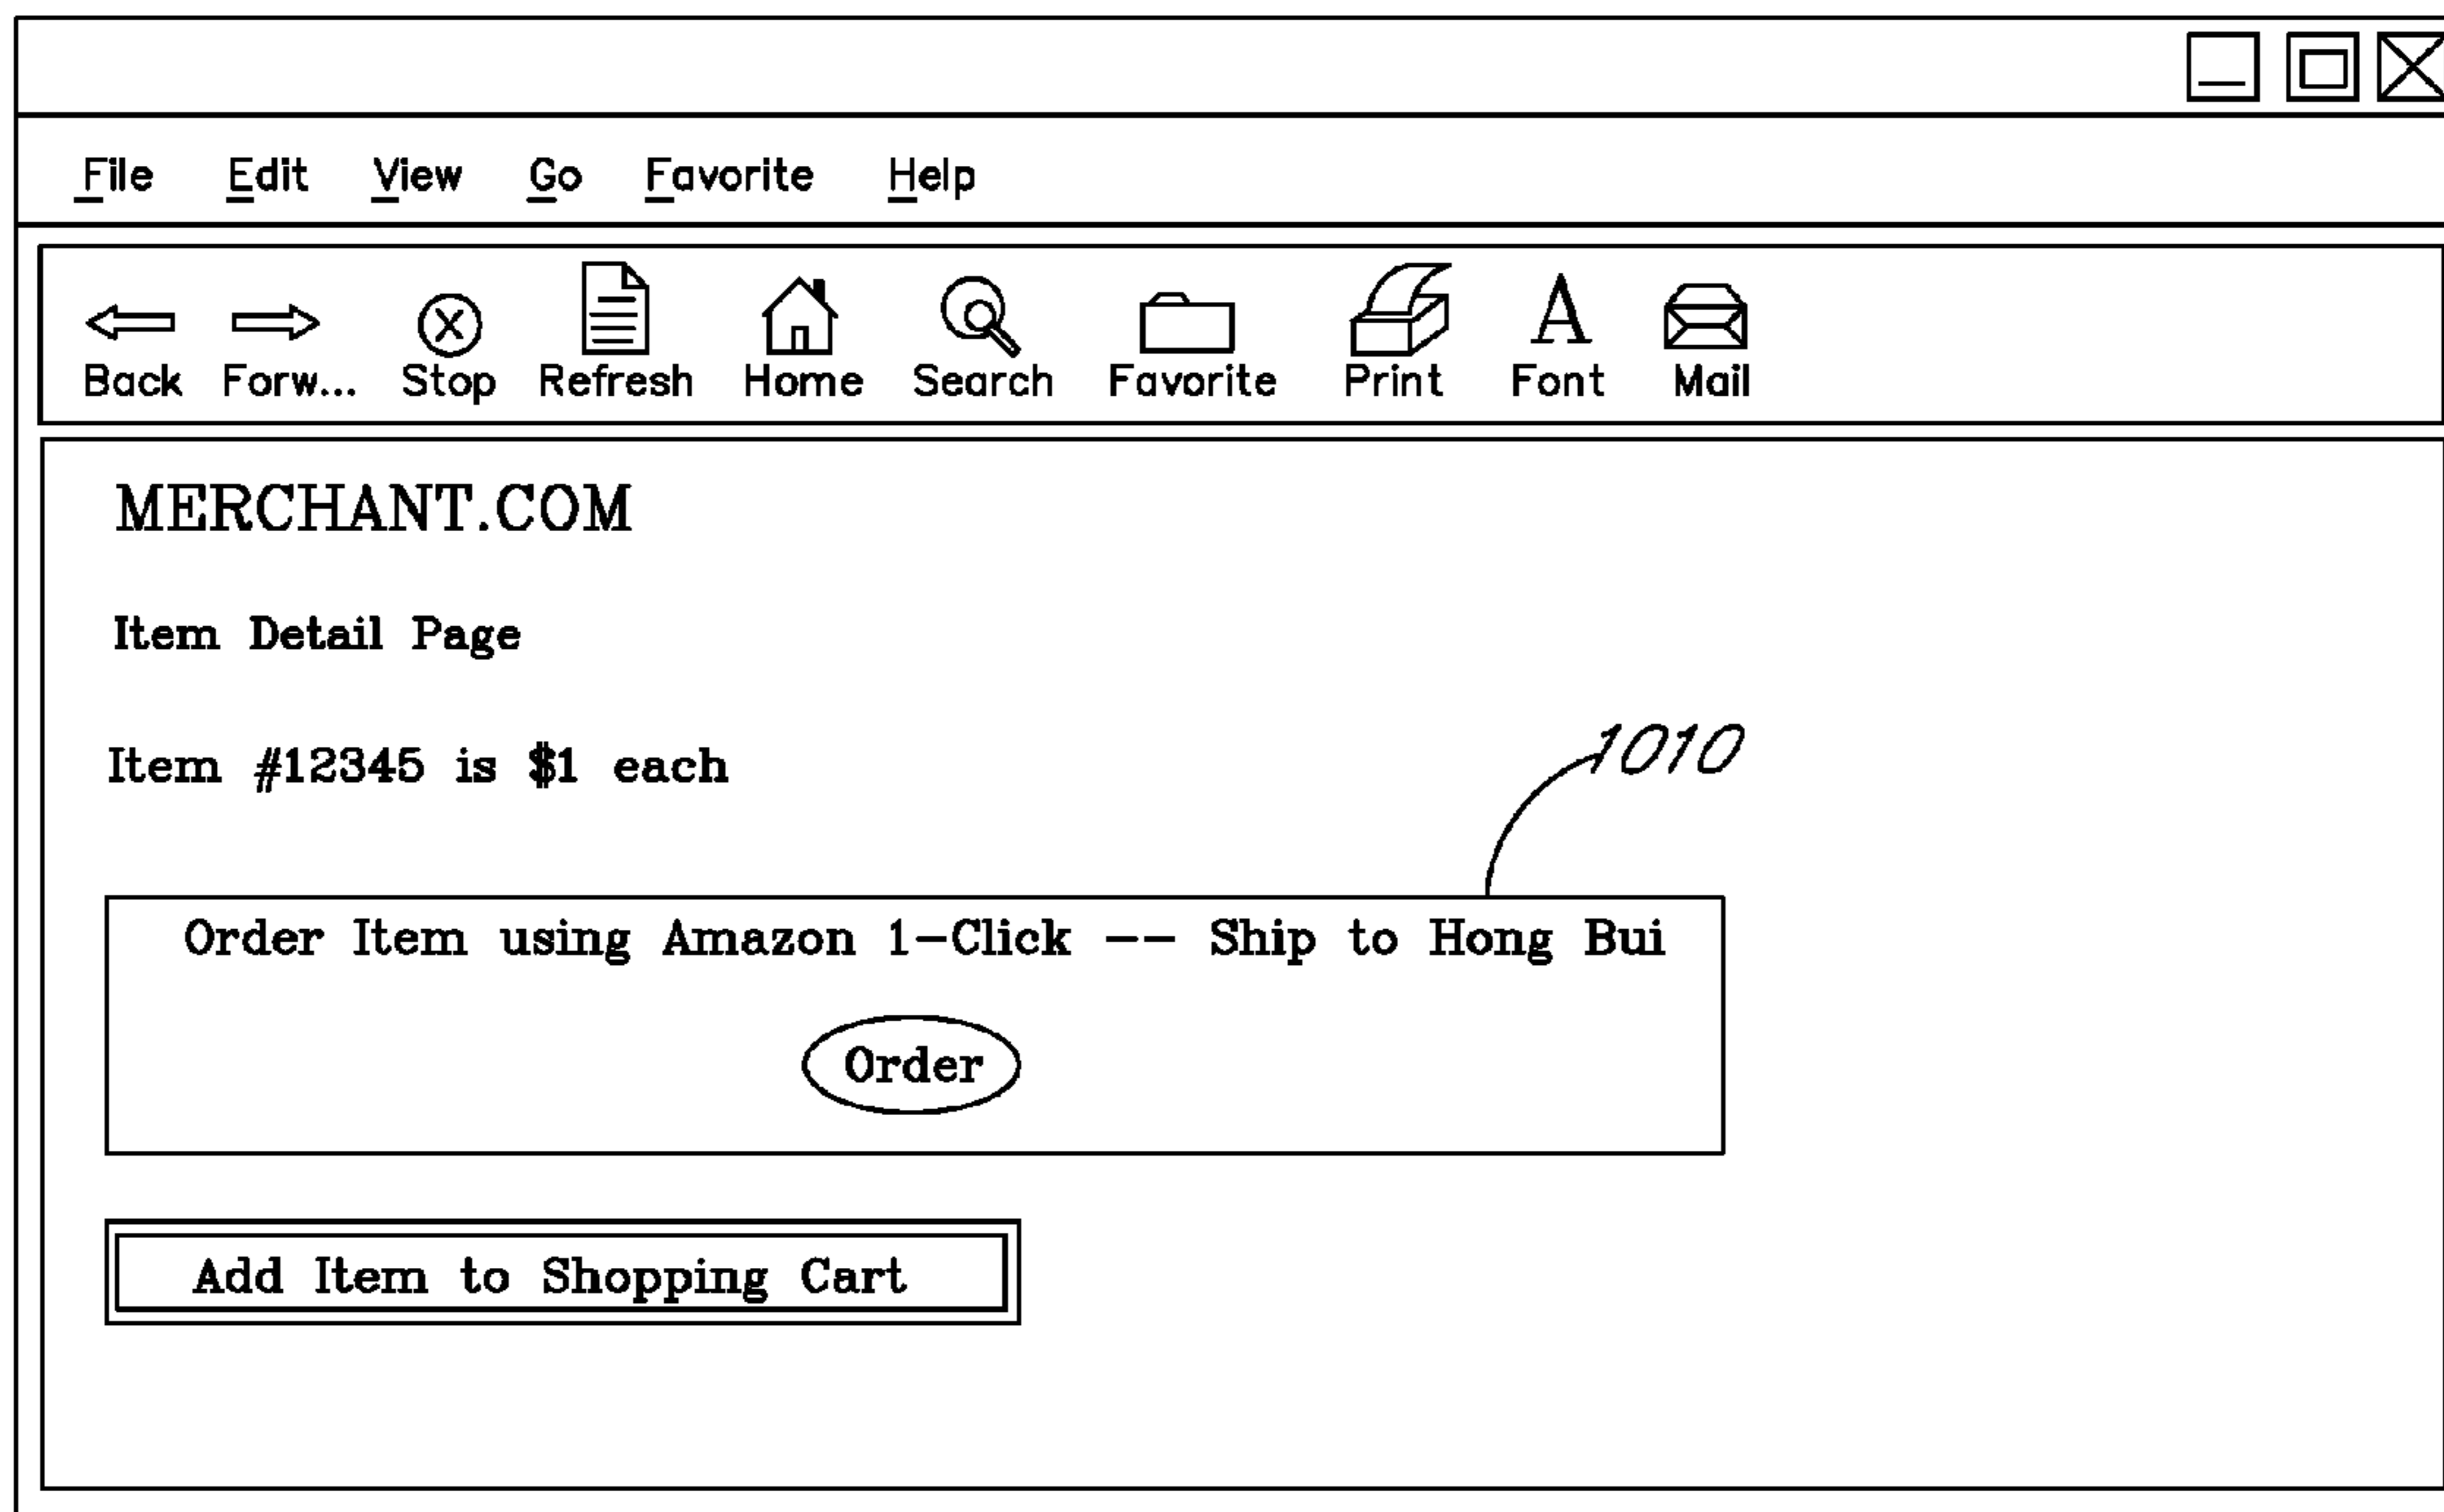 File Edit View Go Favorite Help
Back Forw... Stop Refresh Home Search Favorite Print Font Mail
MERCHANT.COM
Item Detail Page
Item #12345 is $1 each
1010
Order Item using Amazon 1-Click -- Ship to Hong Bui
Order
Add Item to Shopping Cart